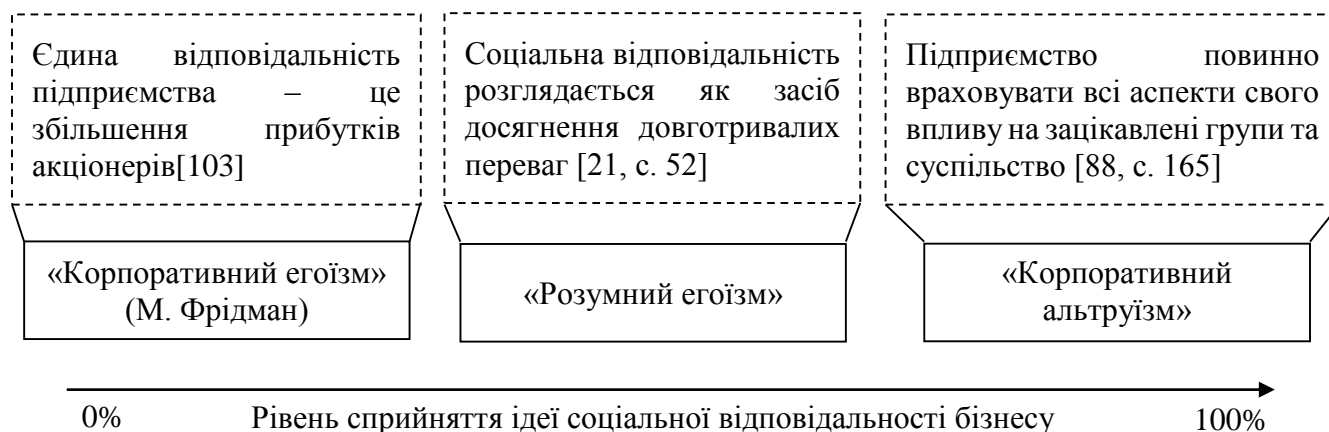 Єдина відповідальність
підприємства – це
збільшення прибутків
акціонерів[103]
Соціальна відповідальність
розглядається як засіб
досягнення довготривалих
переваг [21, с. 52]
Підприємство повинно
враховувати всі аспекти свого
впливу на зацікавлені групи та
суспільство [88, с. 165]
«Корпоративний егоїзм»
(М. Фрідман)
«Розумний егоїзм»
«Корпоративний
альтруїзм»
0% Рівень сприйняття ідеї соціальної відповідальності бізнесу 100%